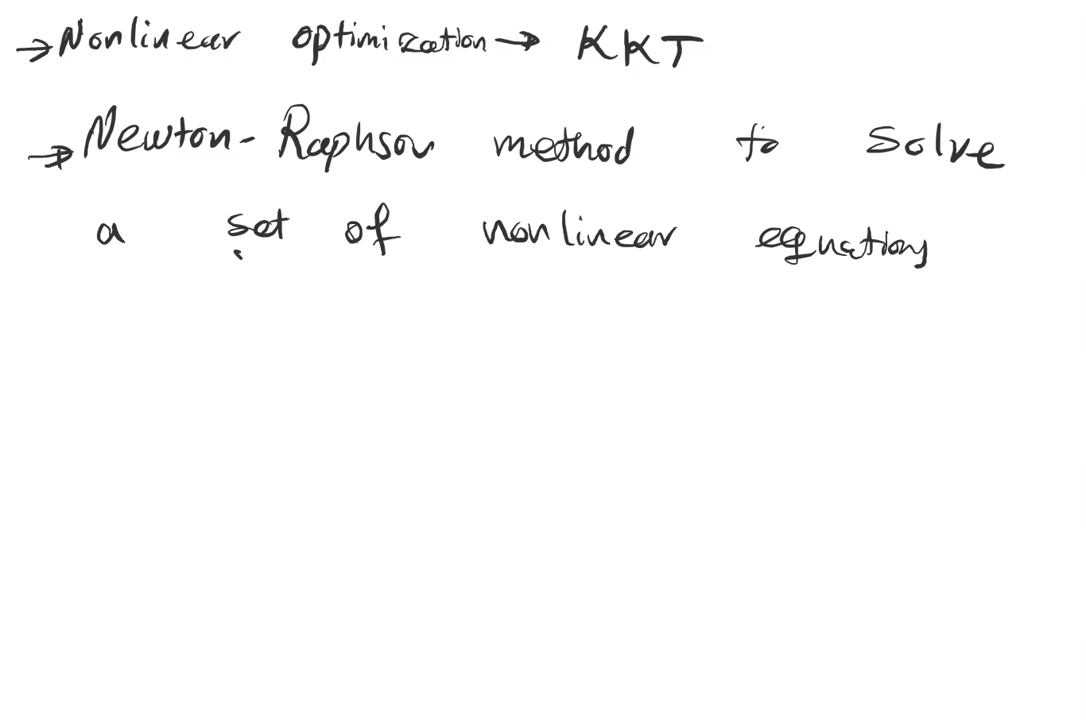 → Nonlinear optimization → KKT
→ Newton-Raphson method to solve
a set of nonlinear equations